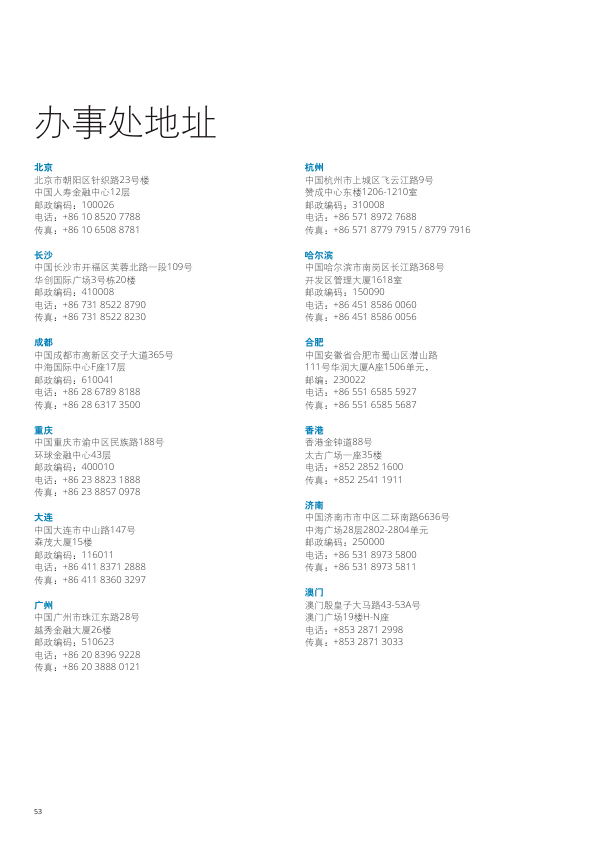 办事处地址
北京
北京市朝阳区针织路23号楼
中国人寿金融中心12层
邮政编码：100026
电话：+86 10 8520 7788
传真：+86 10 6508 8781
长沙
中国长沙市开福区芙蓉北路一段109号
华创国际广场3号栋20楼
邮政编码：410008
电话：+86 731 8522 8790
传真：+86 731 8522 8230
成都
中国成都市高新区交子大道365号
中海国际中心F座17层
邮政编码：610041
电话：+86 28 6789 8188
传真：+86 28 6317 3500
重庆
中国重庆市渝中区民族路188号
环球金融中心43层
邮政编码：400010
电话：+86 23 8823 1888
传真：+86 23 8857 0978
大连
中国大连市中山路147号
森茂大厦15楼
邮政编码：116011
电话：+86 411 8371 2888
传真：+86 411 8360 3297
广州
中国广州市珠江东路28号
越秀金融大厦26楼
邮政编码：510623
电话：+86 20 8396 9228
传真：+86 20 3888 0121
杭州
中国杭州市上城区飞云江路9号
赞成中心东楼1206-1210室
邮政编码：310008
电话：+86 571 8972 7688
传真：+86 571 8779 7915 / 8779 7916
哈尔滨
中国哈尔滨市南岗区长江路368号
开发区管理大厦1618室
邮政编码：150090
电话：+86 451 8586 0060
传真：+86 451 8586 0056
合肥
中国安徽省合肥市蜀山区潜山路
111号华润大厦A座1506单元。
邮编：230022
电话：+86 551 6585 5927
传真：+86 551 6585 5687
香港
香港金钟道88号
太古广场一座35楼
电话：+852 2852 1600
传真：+852 2541 1911
济南
中国济南市市中区二环南路6636号
中海广场28层2802-2804单元
邮政编码：250000
电话：+86 531 8973 5800
传真：+86 531 8973 5811
澳门
澳门殷皇子大马路43-53A号
澳门广场19楼H-N座
电话：+853 2871 2998
传真：+853 2871 3033
53